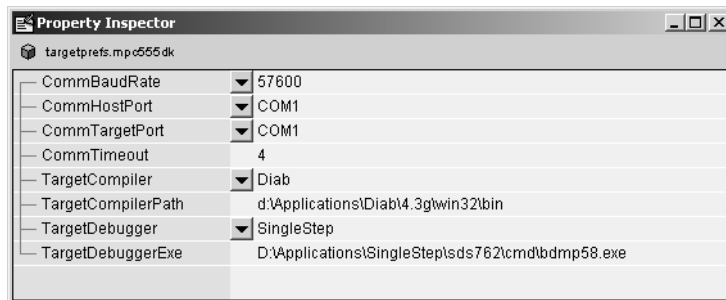 Property Inspector
targetprefs.mpc555dk
CommBaudRate 57600
CommHostPort COM1
CommTargetPort COM1
CommTimeout 4
TargetCompiler Diab
TargetCompilerPath d:\Applications\Diab\4.3g\win32\bin
TargetDebugger SingleStep
TargetDebuggerExe D:\Applications\SingleStep\sds762\cmd\bdmp58.exe